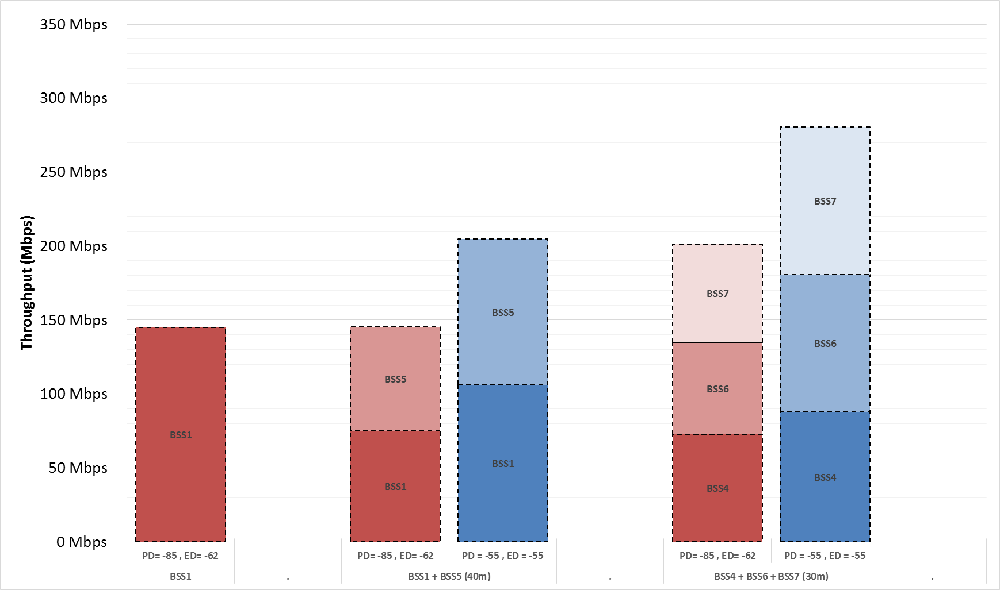 350 Mbps
300 Mbps
250 Mbps
200 Mbps
150 Mbps
100 Mbps
50 Mbps
0 Mbps
Throughput (Mbps)
BSS1
BSS5
BSS1
BSS5
BSS1
BSS7
BSS6
BSS4
BSS7
BSS6
BSS4
PD= -85 , ED= -62
PD= -85 , ED= -62
PD = -55 , ED = -55
PD= -85 , ED= -62
PD = -55 , ED = -55
BSS1
.
BSS1 + BSS5 (40m)
.
BSS4 + BSS6 + BSS7 (30m)
.